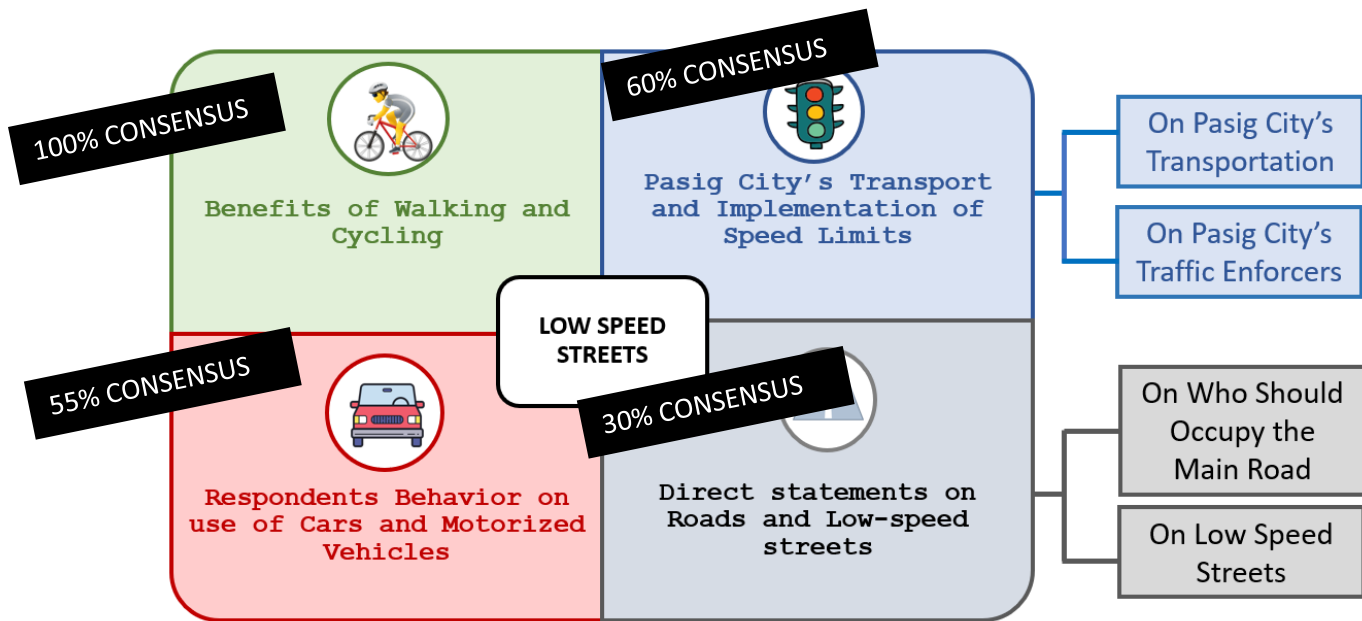 100% CONSENSUS
Benefits of Walking and
Cycling
60% CONSENSUS
Pasig City's Transport
and Implementation of
Speed Limits
On Pasig City's
Transportation
On Pasig City's
Traffic Enforcers
LOW SPEED
STREETS
55% CONSENSUS
Respondents Behavior on
use of Cars and Motorized
Vehicles
30% CONSENSUS
Direct statements on
Roads and Low-speed
streets
On Who Should
Occupy the
Main Road
On Low Speed
Streets